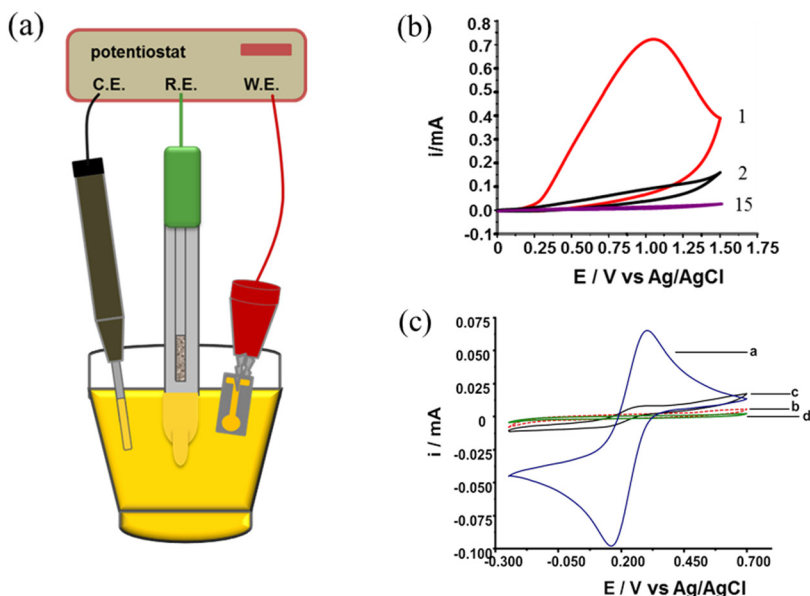 (a)
potentiostat
C.E. R.E. W.E.
(b)
i/mA
0.8
0.7
0.6
0.5
0.4
0.3
0.2
0.1
0.0
-0.1
1
2
15
0 0.25 0.50 0.75 1.00 1.25 1.50 1.75
E / V vs Ag/AgCl
(c)
i / mA
0.075
0.050
0.025
0
-0.025
-0.050
-0.075
-0.100
a
c
b
d
-0.300 -0.050 0.200 0.450 0.700
E / V vs Ag/AgCl